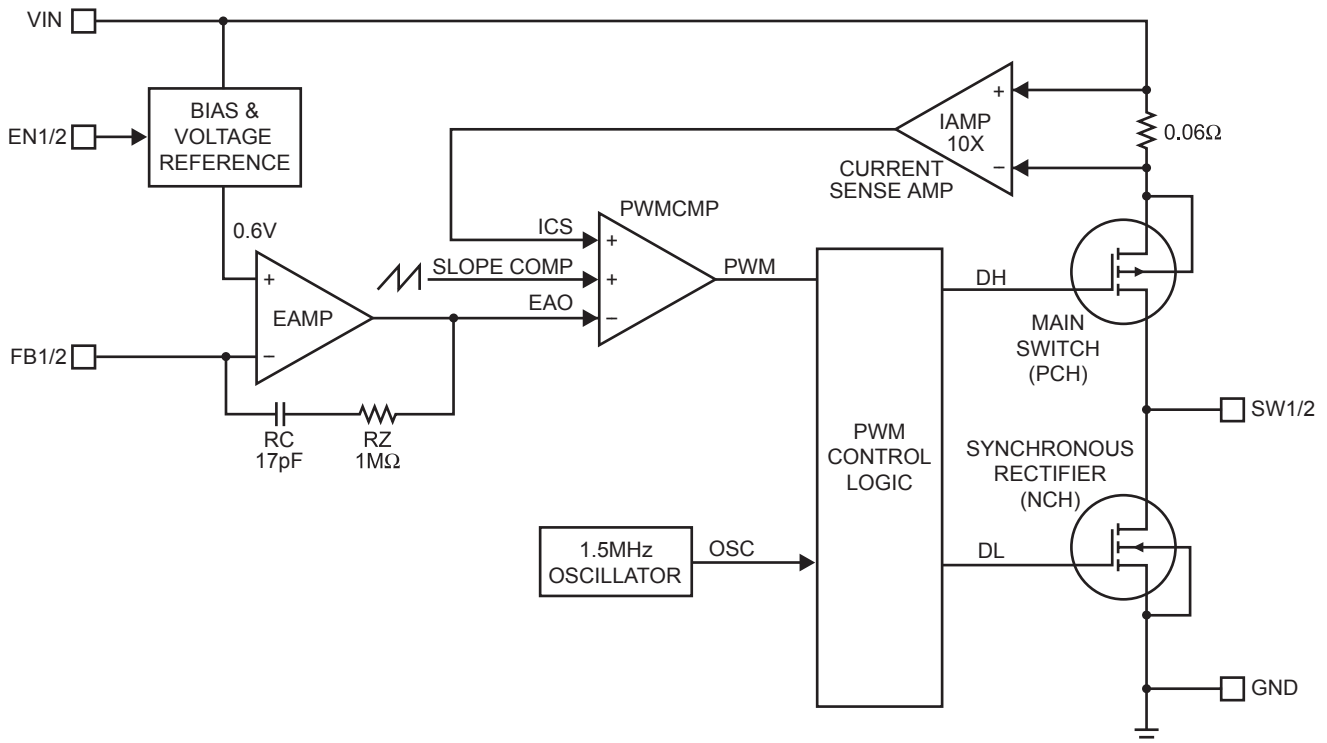 VIN
EN1/2
BIAS &
VOLTAGE
REFERENCE
+
IAMP
10X
−
CURRENT
SENSE AMP
0.06Ω
0.6V
PWMCMP
ICS
+
SLOPE COMP
+
EAO
−
PWM
+
EAMP
−
FB1/2
RC
17pF
RZ
1MΩ
DH
MAIN
SWITCH
(PCH)
SW1/2
PWM
CONTROL
LOGIC
SYNCHRONOUS
RECTIFIER
(NCH)
1.5MHz
OSCILLATOR
OSC
DL
GND